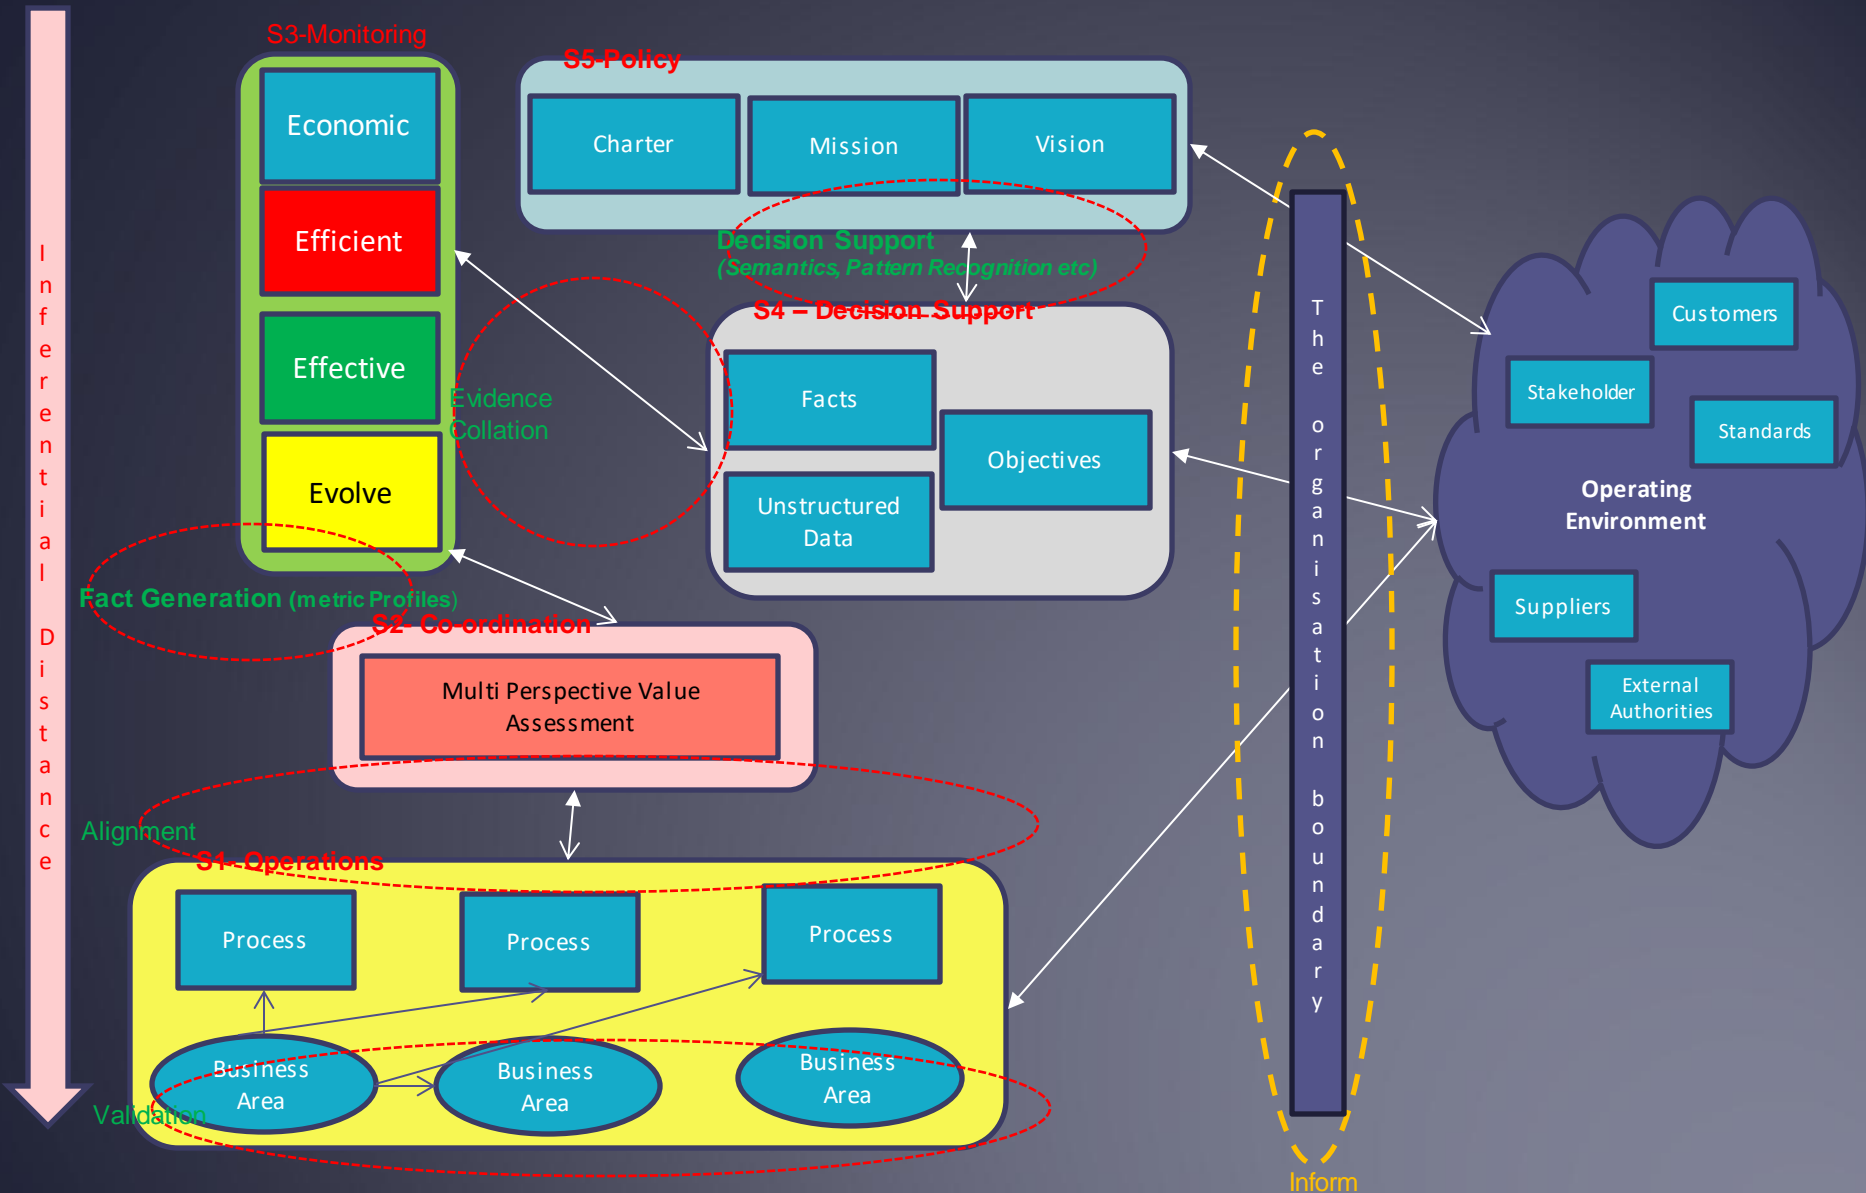 S3-Monitoring
Economic
Efficient
Effective
Evolve
S5-Policy
Charter
Mission
Vision
Decision Support
(Semantics, Pattern Recognition etc)
S4 – Decision Support
Facts
Objectives
Unstructured
Data
Evidence
Collation
Fact Generation (metric Profiles)
S2- Co-ordination
Multi Perspective Value
Assessment
Alignment
S1- Operations
Process
Process
Process
Business
Area
Business
Area
Business
Area
Validation
Inferential Distance
The organisation boundary
Inform
Customers
Stakeholder
Standards
Operating
Environment
Suppliers
External
Authorities